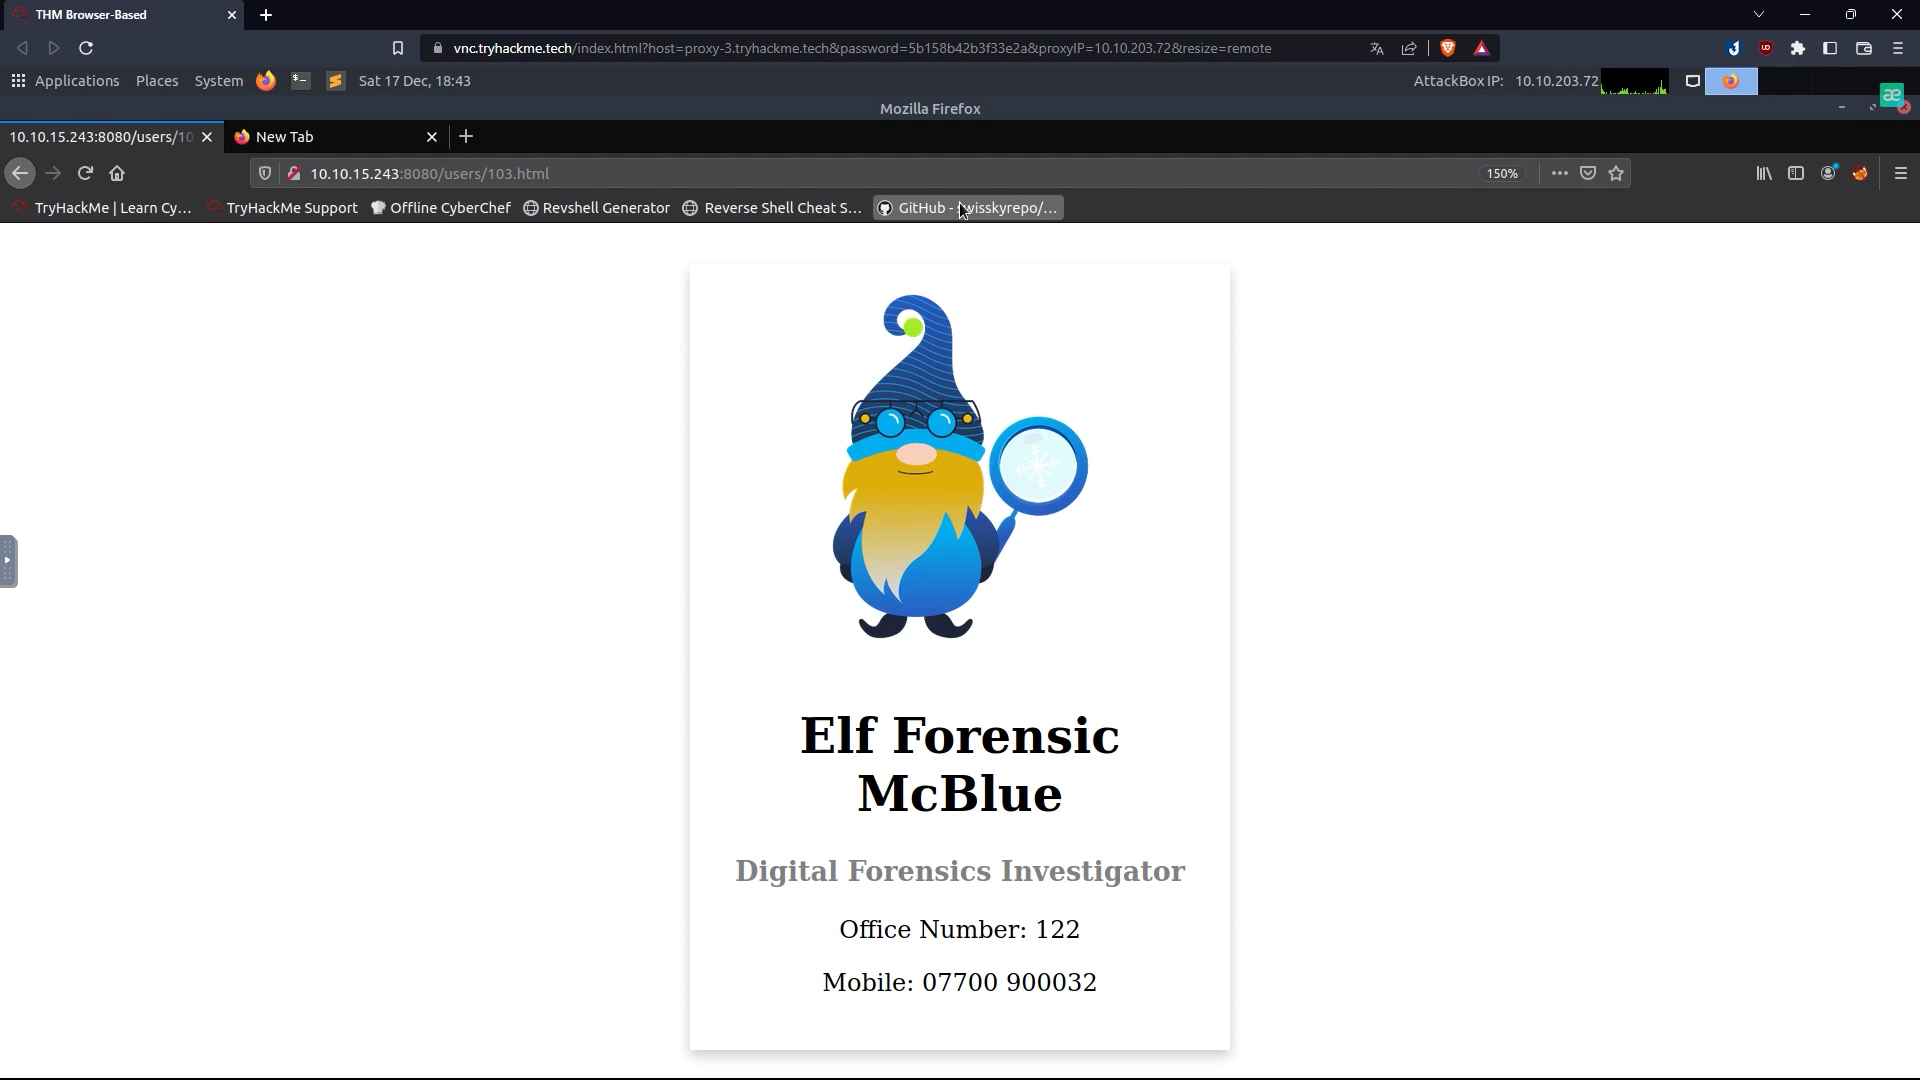 THM Browser-Based
vnc.tryhackme.tech/index.html?host=proxy-3.tryhackme.tech&password=5b158b42b3f33e2a&proxyIP=10.10.203.72&resize=remote
Applications Places System Sat 17 Dec, 18:43 AttackBox IP: 10.10.203.72
Mozilla Firefox
10.10.15.243:8080/users/10 New Tab
10.10.15.243:8080/users/103.html 150%
TryHackMe | Learn Cy... TryHackMe Support Offline CyberChef Revshell Generator Reverse Shell Cheat S... GitHub - swisskyrepo/...
Elf Forensic
McBlue
Digital Forensics Investigator
Office Number: 122
Mobile: 07700 900032